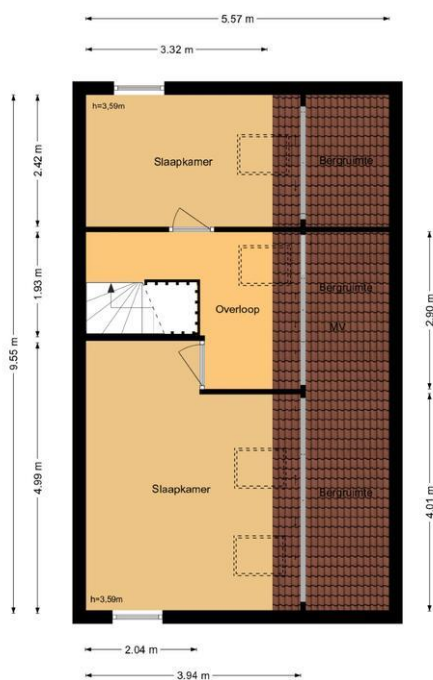 5.57 m
3.32 m
h=3,59m
2.42 m
Slaapkamer
Bergruimte
1.93 m
Overloop
Bergruimte
MV
2.90 m
9.55 m
4.99 m
Slaapkamer
Bergruimte
4.01 m
h=3.59m
2.04 m
3.94 m